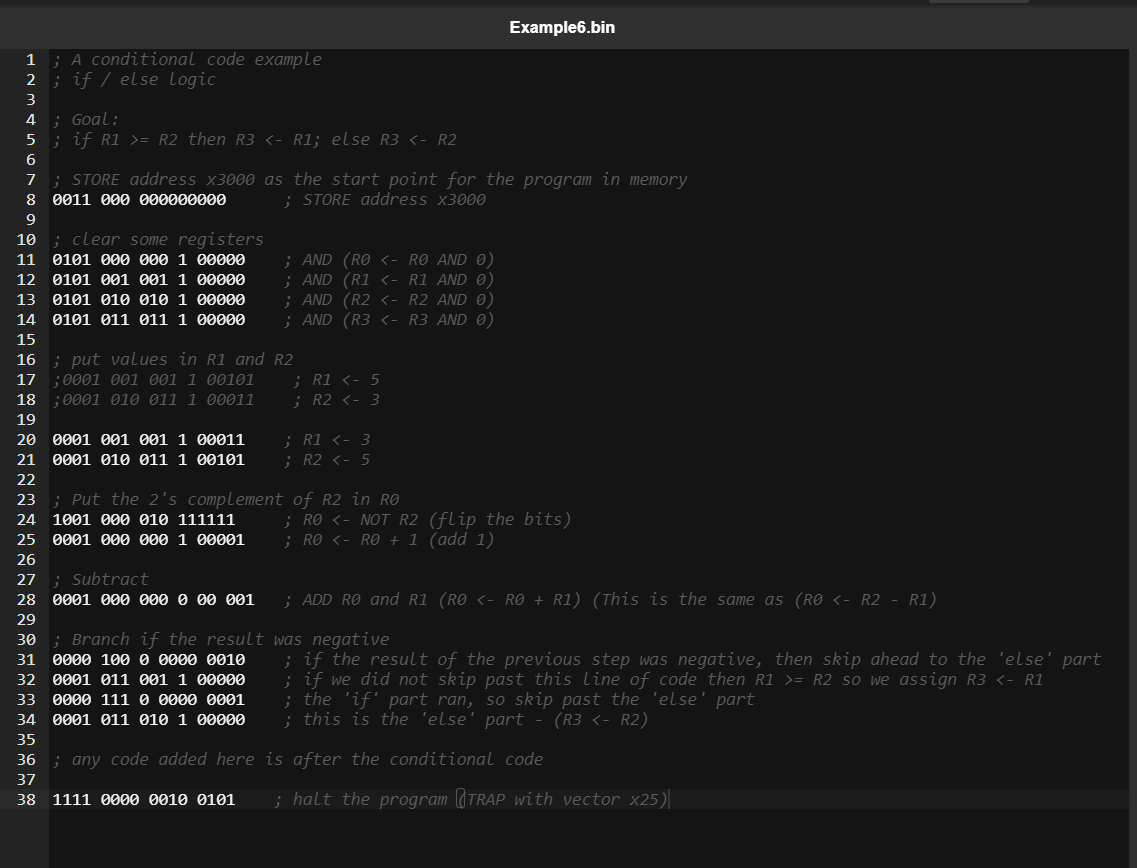 Example6.bin
1 ; A conditional code example
2 ; if / else logic
3
4 ; Goal:
5 ; if R1 >= R2 then R3 <- R1; else R3 <- R2
6
7 ; STORE address x3000 as the start point for the program in memory
8 0011 000 000000000      ; STORE address x3000
9
10 ; clear some registers
11 0101 000 000 1 00000    ; AND (R0 <- R0 AND 0)
12 0101 001 001 1 00000    ; AND (R1 <- R1 AND 0)
13 0101 010 010 1 00000    ; AND (R2 <- R2 AND 0)
14 0101 011 011 1 00000    ; AND (R3 <- R3 AND 0)
15
16 ; put values in R1 and R2
17 ;0001 001 001 1 00101    ; R1 <- 5
18 ;0001 010 011 1 00011    ; R2 <- 3
19
20 0001 001 001 1 00011    ; R1 <- 3
21 0001 010 011 1 00101    ; R2 <- 5
22
23 ; Put the 2's complement of R2 in R0
24 1001 000 010 111111     ; R0 <- NOT R2 (flip the bits)
25 0001 000 000 1 00001    ; R0 <- R0 + 1 (add 1)
26
27 ; Subtract
28 0001 000 000 0 00 001   ; ADD R0 and R1 (R0 <- R0 + R1) (This is the same as (R0 <- R2 - R1)
29
30 ; Branch if the result was negative
31 0000 100 0 0000 0010    ; if the result of the previous step was negative, then skip ahead to the 'else' part
32 0001 011 001 1 00000    ; if we did not skip past this line of code then R1 >= R2 so we assign R3 <- R1
33 0000 111 0 0000 0001    ; the 'if' part ran, so skip past the 'else' part
34 0001 011 010 1 00000    ; this is the 'else' part - (R3 <- R2)
35
36 ; any code added here is after the conditional code
37
38 1111 0000 0010 0101    ; halt the program (TRAP with vector x25)